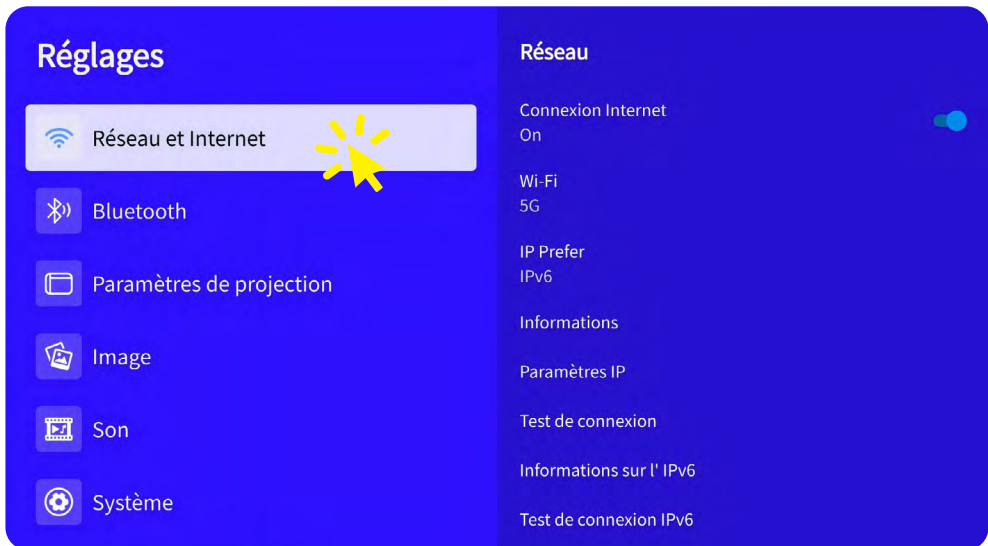 Réglages
Réseau et Internet
Bluetooth
Paramètres de projection
Image
Son
Système
Réseau
Connexion Internet
On
Wi-Fi
5G
IP Prefer
IPv6
Informations
Paramètres IP
Test de connexion
Informations sur l' IPv6
Test de connexion IPv6